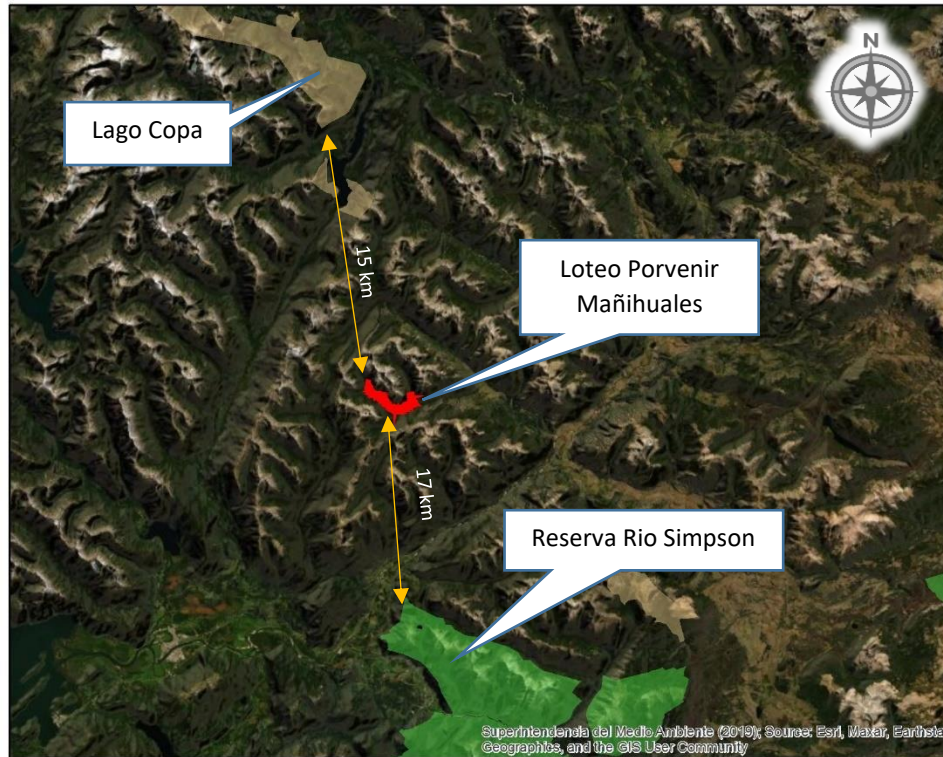 N
Lago Copa
15 km
Loteo Porvenir
Mañihuales
17 km
Reserva Rio Simpson
Superintendencia del Medio Ambiente (2019); Source: Esri, Maxar, Earthsta
Geographics, and the GIS User Community